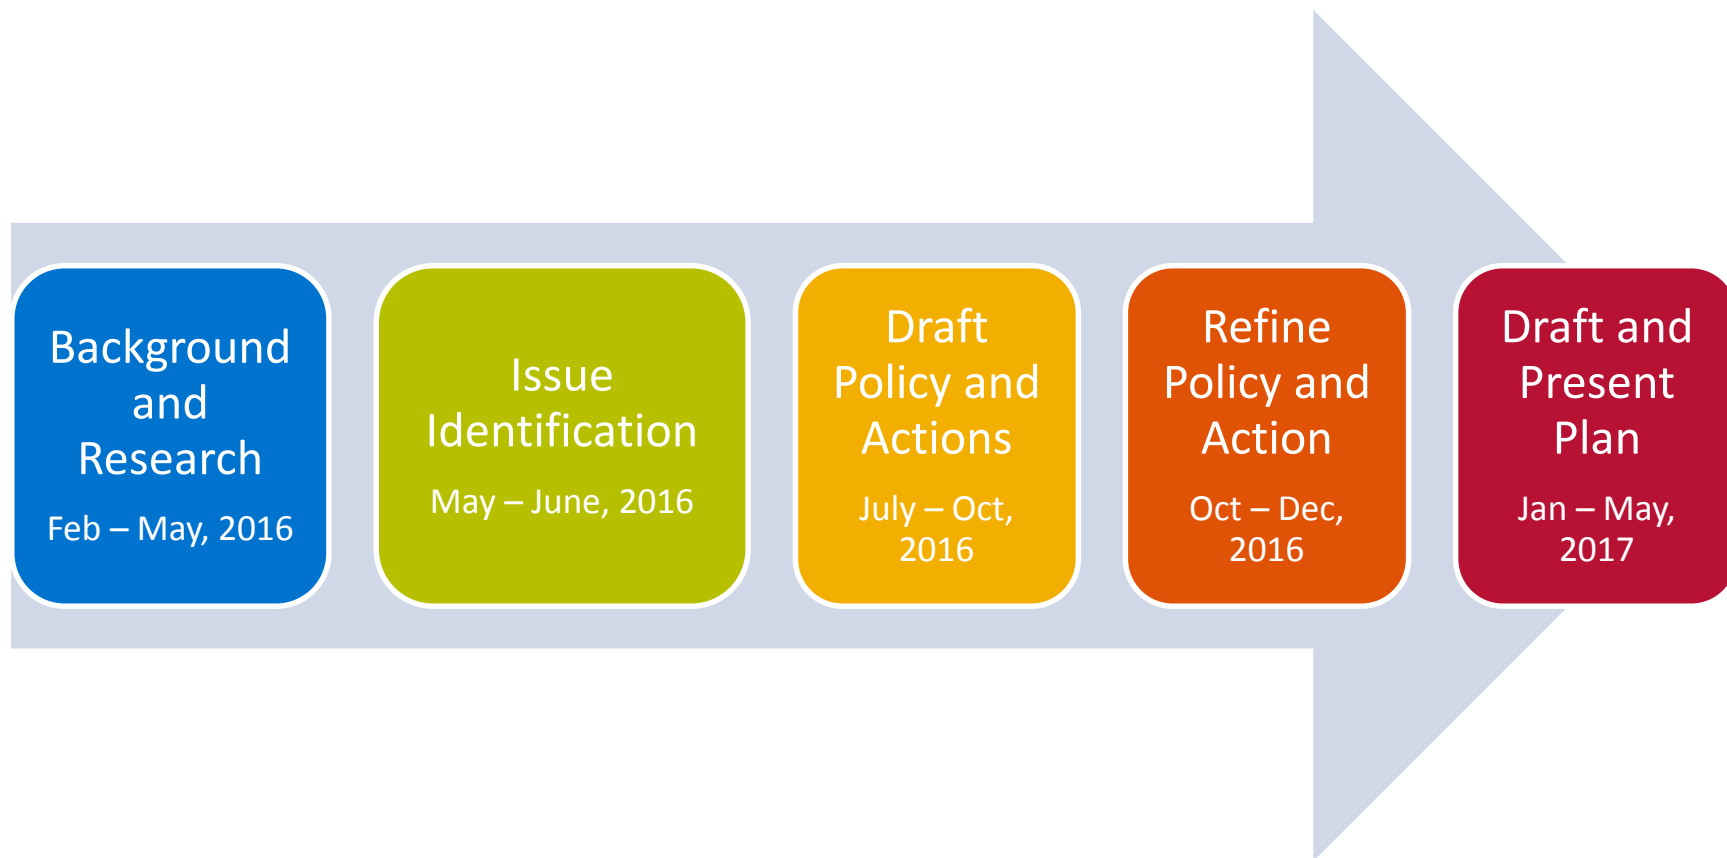 Background
and
Research
Feb – May, 2016
Issue
Identification
May – June, 2016
Draft
Policy and
Actions
July – Oct,
2016
Refine
Policy and
Action
Oct – Dec,
2016
Draft and
Present
Plan
Jan – May,
2017